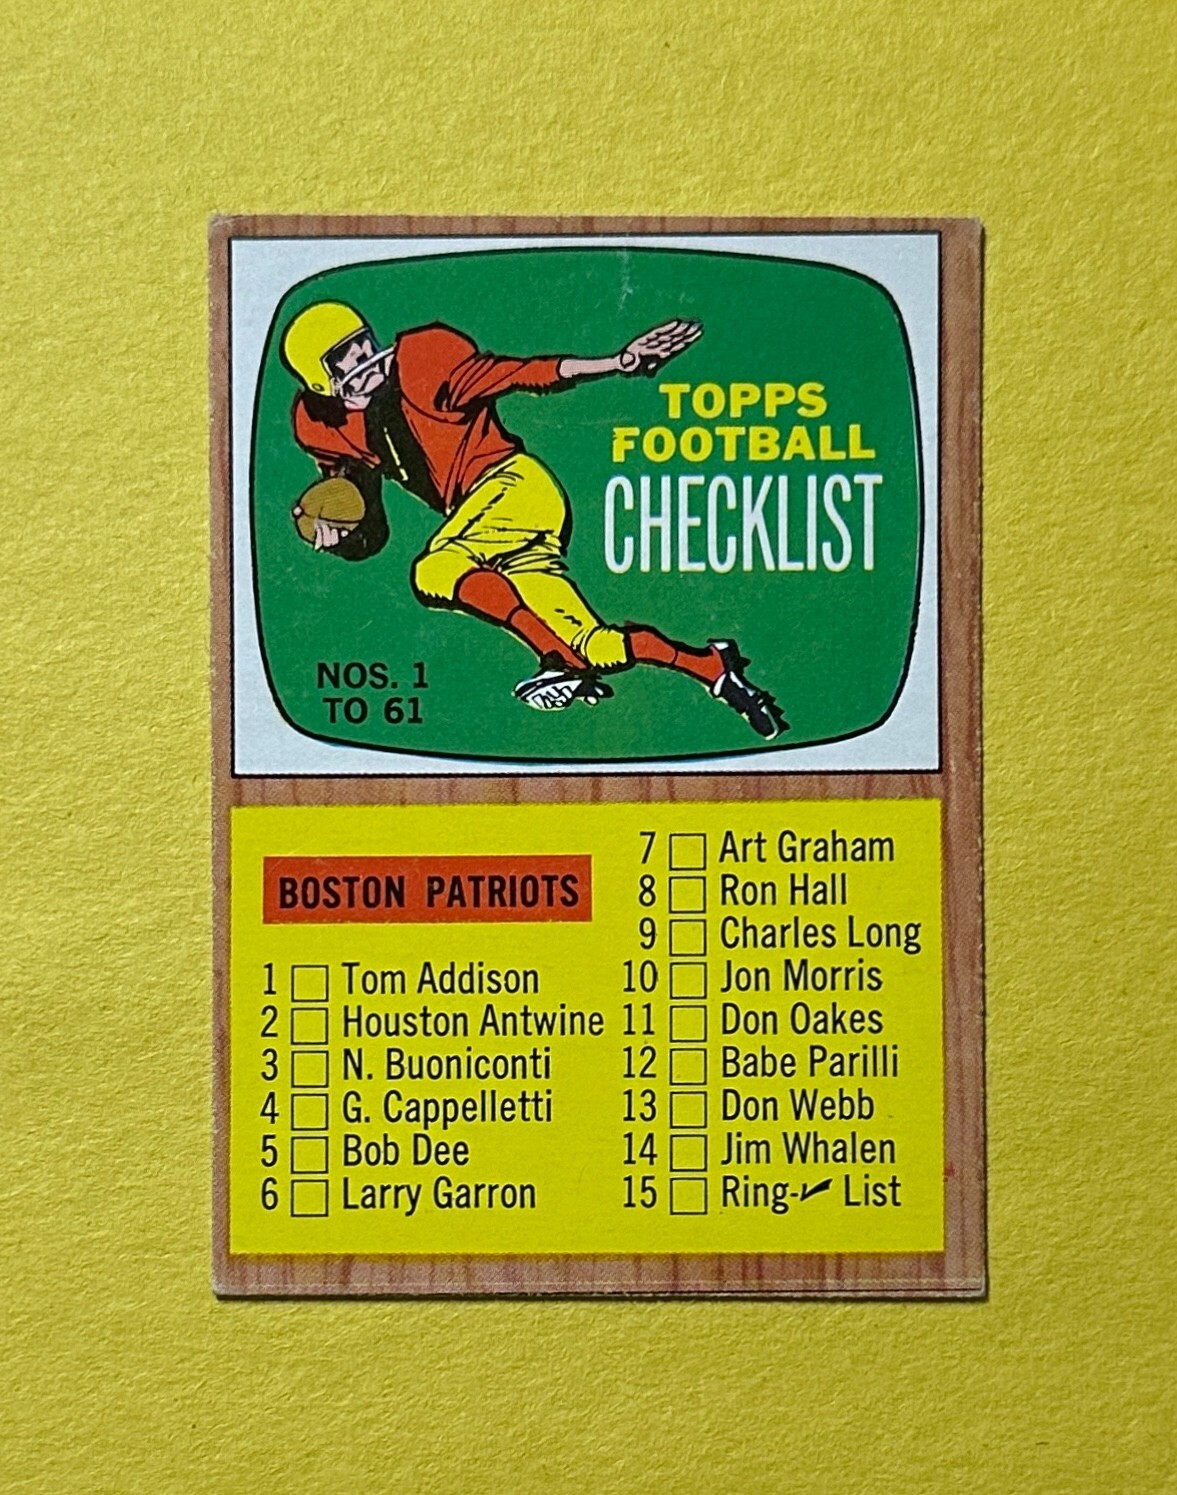 TOPPS
FOOTBALL
CHECKLIST
NOS. 1
TO 61
BOSTON PATRIOTS
1 Tom Addison
2 Houston Antwine
3 N. Buoniconti
4 G. Cappelletti
5 Bob Dee
6 Larry Garron
7 Art Graham
8 Ron Hall
9 Charles Long
10 Jon Morris
11 Don Oakes
12 Babe Parilli
13 Don Webb
14 Jim Whalen
15 Ring-✓ List